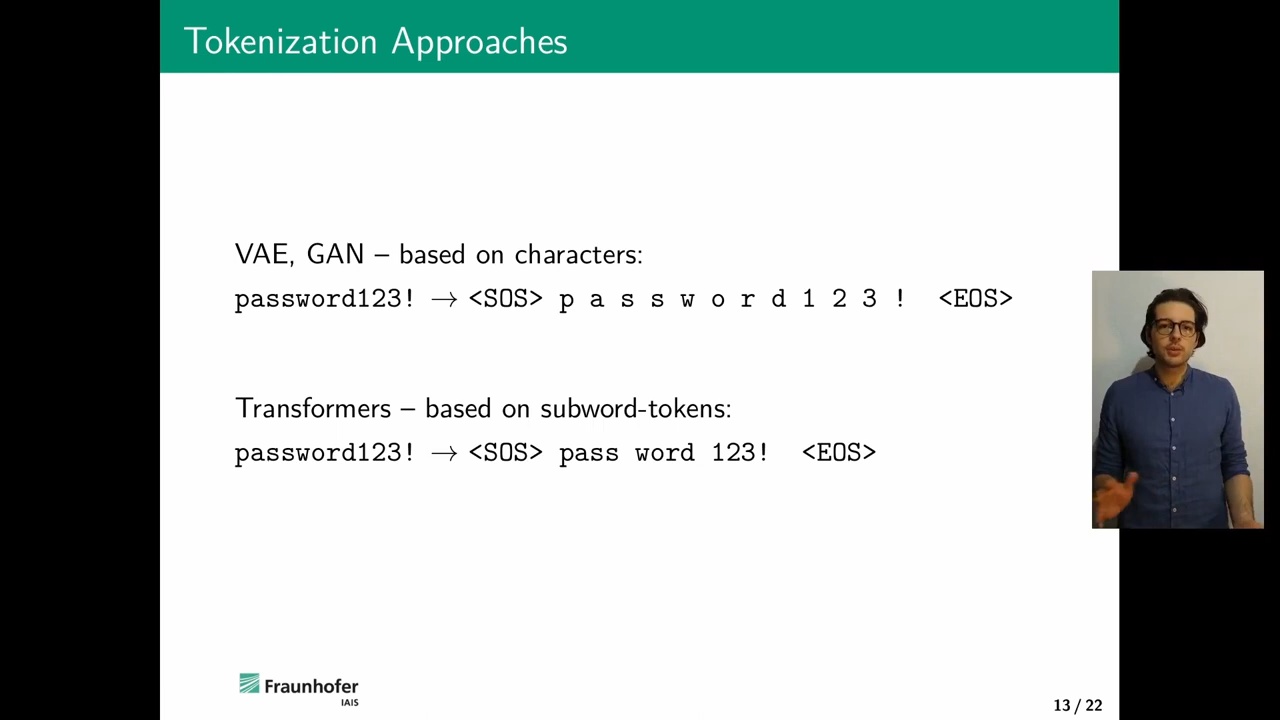 Tokenization Approaches
VAE, GAN – based on characters:
password123! → <SOS> p a s s w o r d 1 2 3 ! <EOS>
Transformers – based on subword-tokens:
password123! → <SOS> pass word 123! <EOS>
Fraunhofer
IAIS
13 / 22